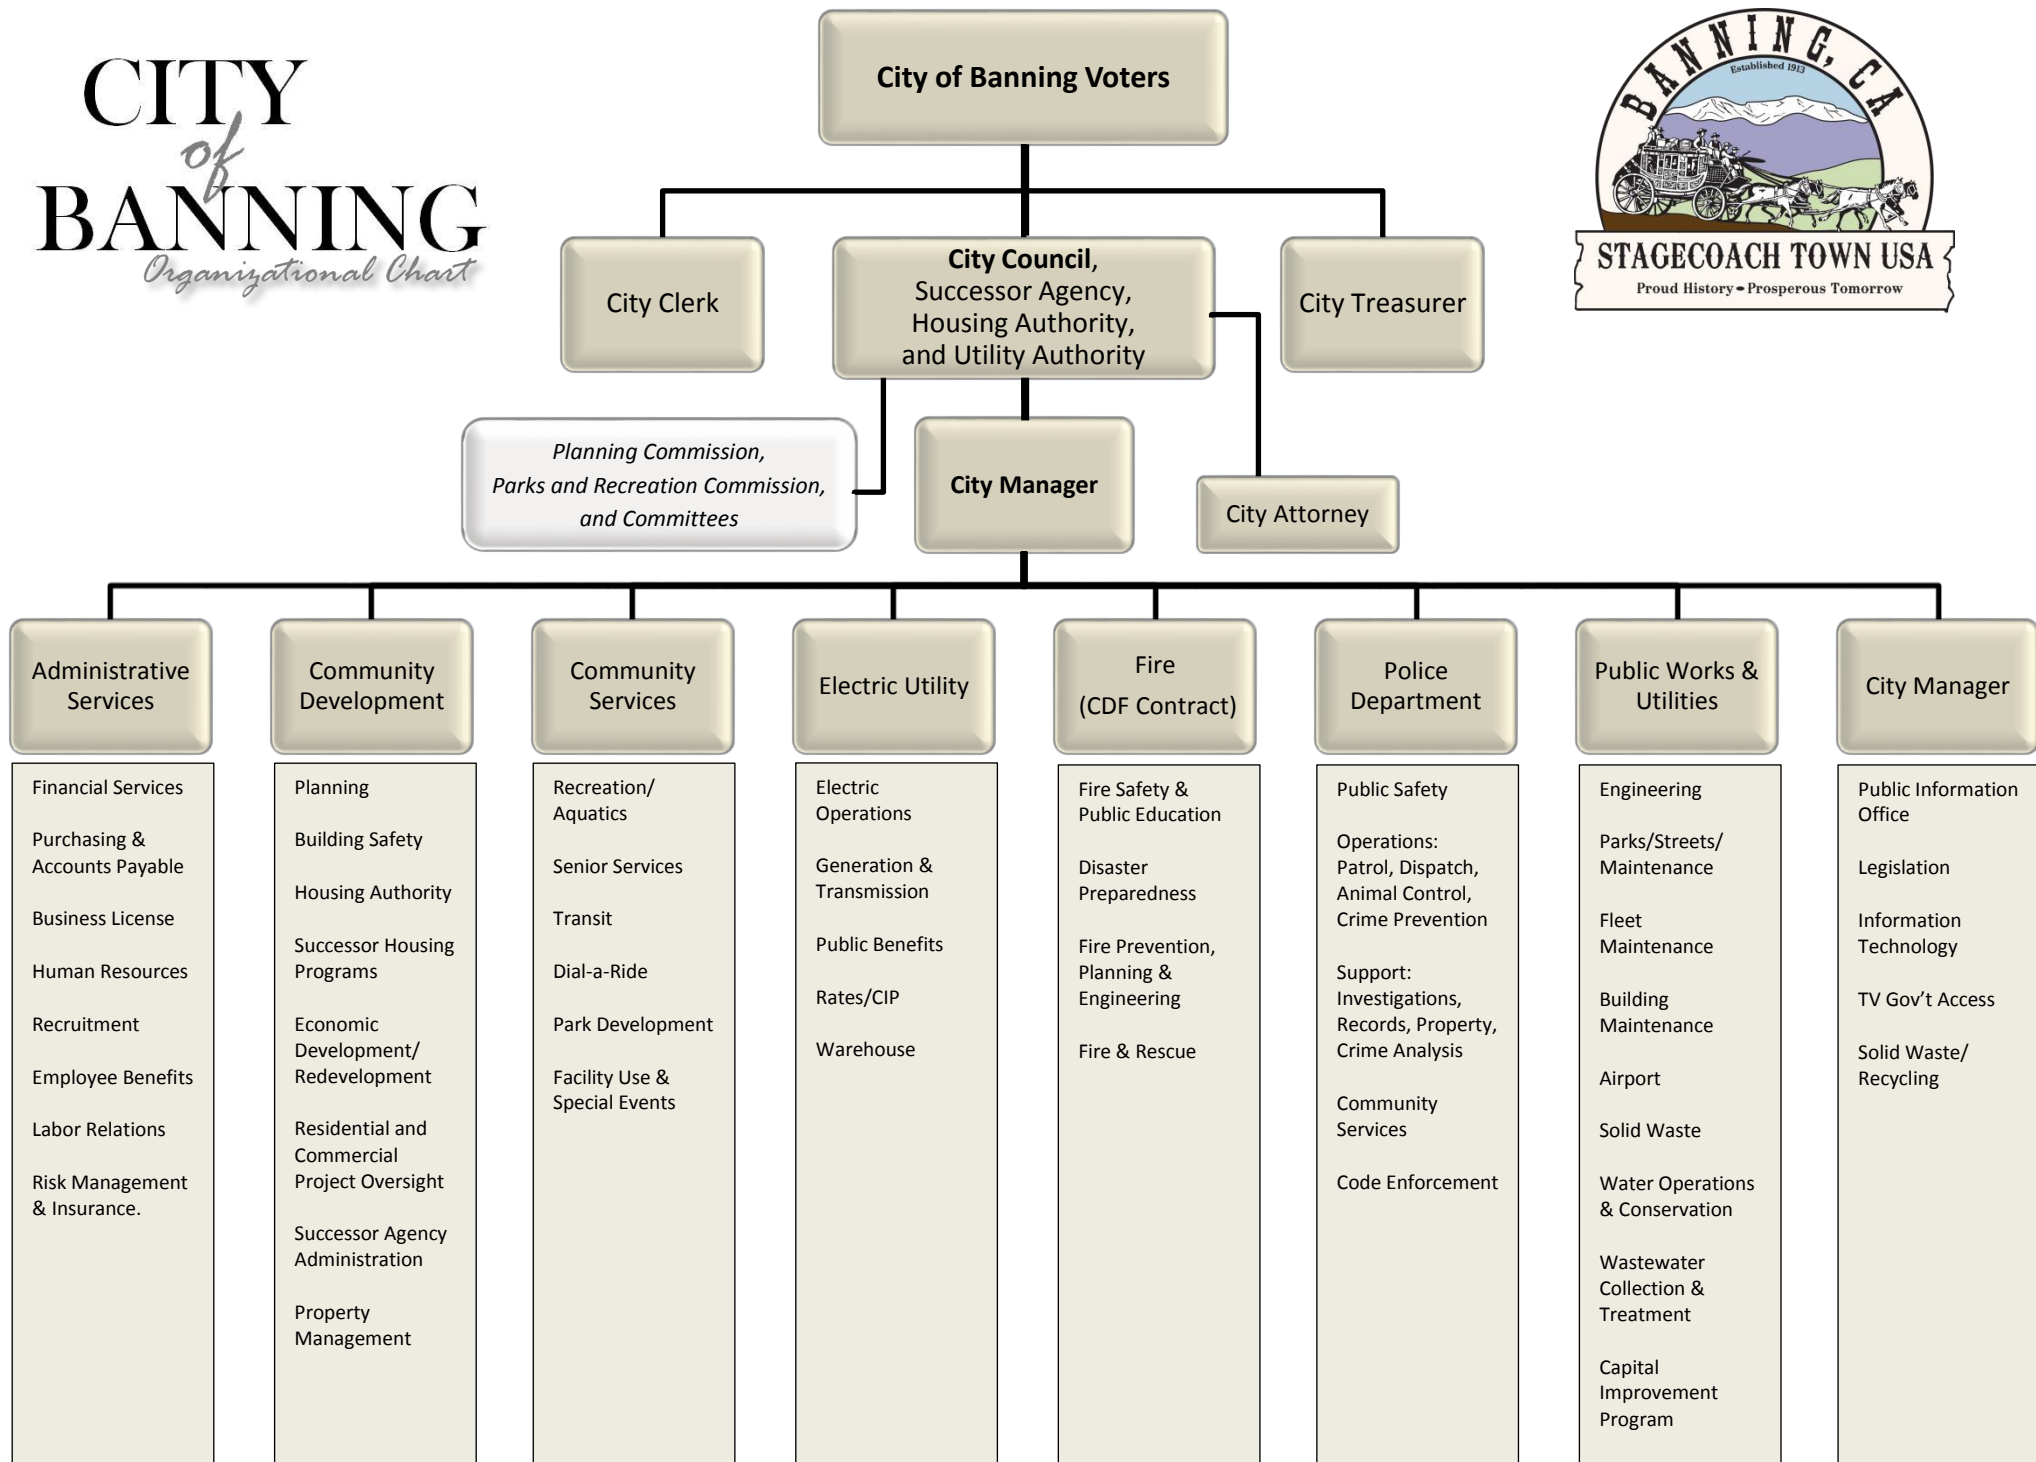 CITY
of
BANNING
Organizational Chart
City of Banning Voters
BANNING, CA
Established 1913
STAGECOACH TOWN USA
Proud History • Prosperous Tomorrow
City Clerk
City Council,
Successor Agency,
Housing Authority,
and Utility Authority
City Treasurer
Planning Commission,
Parks and Recreation Commission,
and Committees
City Manager
City Attorney
Administrative
Services
Financial Services
Purchasing &
Accounts Payable
Business License
Human Resources
Recruitment
Employee Benefits
Labor Relations
Risk Management
& Insurance.
Community
Development
Planning
Building Safety
Housing Authority
Successor Housing
Programs
Economic
Development/
Redevelopment
Residential and
Commercial
Project Oversight
Successor Agency
Administration
Property
Management
Community
Services
Recreation/
Aquatics
Senior Services
Transit
Dial-a-Ride
Park Development
Facility Use &
Special Events
Electric Utility
Electric
Operations
Generation &
Transmission
Public Benefits
Rates/CIP
Warehouse
Fire
(CDF Contract)
Fire Safety &
Public Education
Disaster
Preparedness
Fire Prevention,
Planning &
Engineering
Fire & Rescue
Police
Department
Public Safety
Operations:
Patrol, Dispatch,
Animal Control,
Crime Prevention
Support:
Investigations,
Records, Property,
Crime Analysis
Community
Services
Code Enforcement
Public Works &
Utilities
Engineering
Parks/Streets/
Maintenance
Fleet
Maintenance
Building
Maintenance
Airport
Solid Waste
Water Operations
& Conservation
Wastewater
Collection &
Treatment
Capital
Improvement
Program
City Manager
Public Information
Office
Legislation
Information
Technology
TV Gov’t Access
Solid Waste/
Recycling